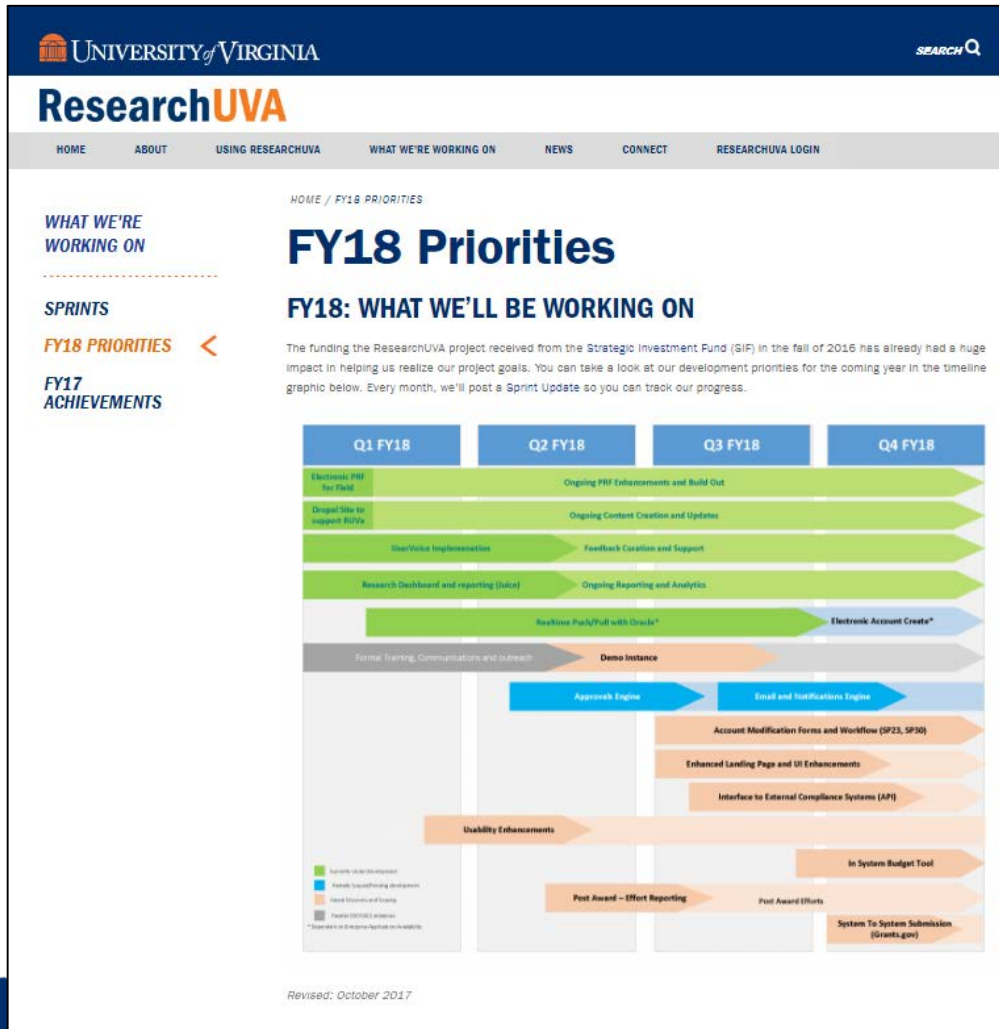 UNIVERSITY of VIRGINIA
SEARCH
ResearchUVA
HOME ABOUT USING RESEARCHUVA WHAT WE'RE WORKING ON NEWS CONNECT RESEARCHUVA LOGIN
WHAT WE'RE
WORKING ON
SPRINTS
FY18 PRIORITIES
FY17
ACHIEVEMENTS
HOME / FY18 PRIORITIES
FY18 Priorities
FY18: WHAT WE'LL BE WORKING ON
The funding the ResearchUVA project received from the Strategic Investment Fund (SIF) in the fall of 2016 has already had a huge
impact in helping us realize our project goals. You can take a look at our development priorities for the coming year in the timeline
graphic below. Every month, we'll post a Sprint Update so you can track our progress.
Q1 FY18 Q2 FY18 Q3 FY18 Q4 FY18
Electronic PRF
for Field
Ongoing PRF Enhancements and Build Out
Drupal Site to
support RUVa
Ongoing Content Creation and Updates
UserVoice Implementation Feedback Curation and Support
Research Dashboard and reporting (Juice) Ongoing Reporting and Analytics
Realtime Push/Pull with Oracle* Electronic Account Create*
Formal Training, Communications and outreach Demo Instance
Approvals Engine Email and Notifications Engine
Account Modification Forms and Workflow (SP23, SP30)
Enhanced Landing Page and UI Enhancements
Interface to External Compliance Systems (API)
Usability Enhancements
In System Budget Tool
Post Award – Effort Reporting Post Award Efforts
System To System Submission
(Grants.gov)
Currently Under Development
Revised: October 2017